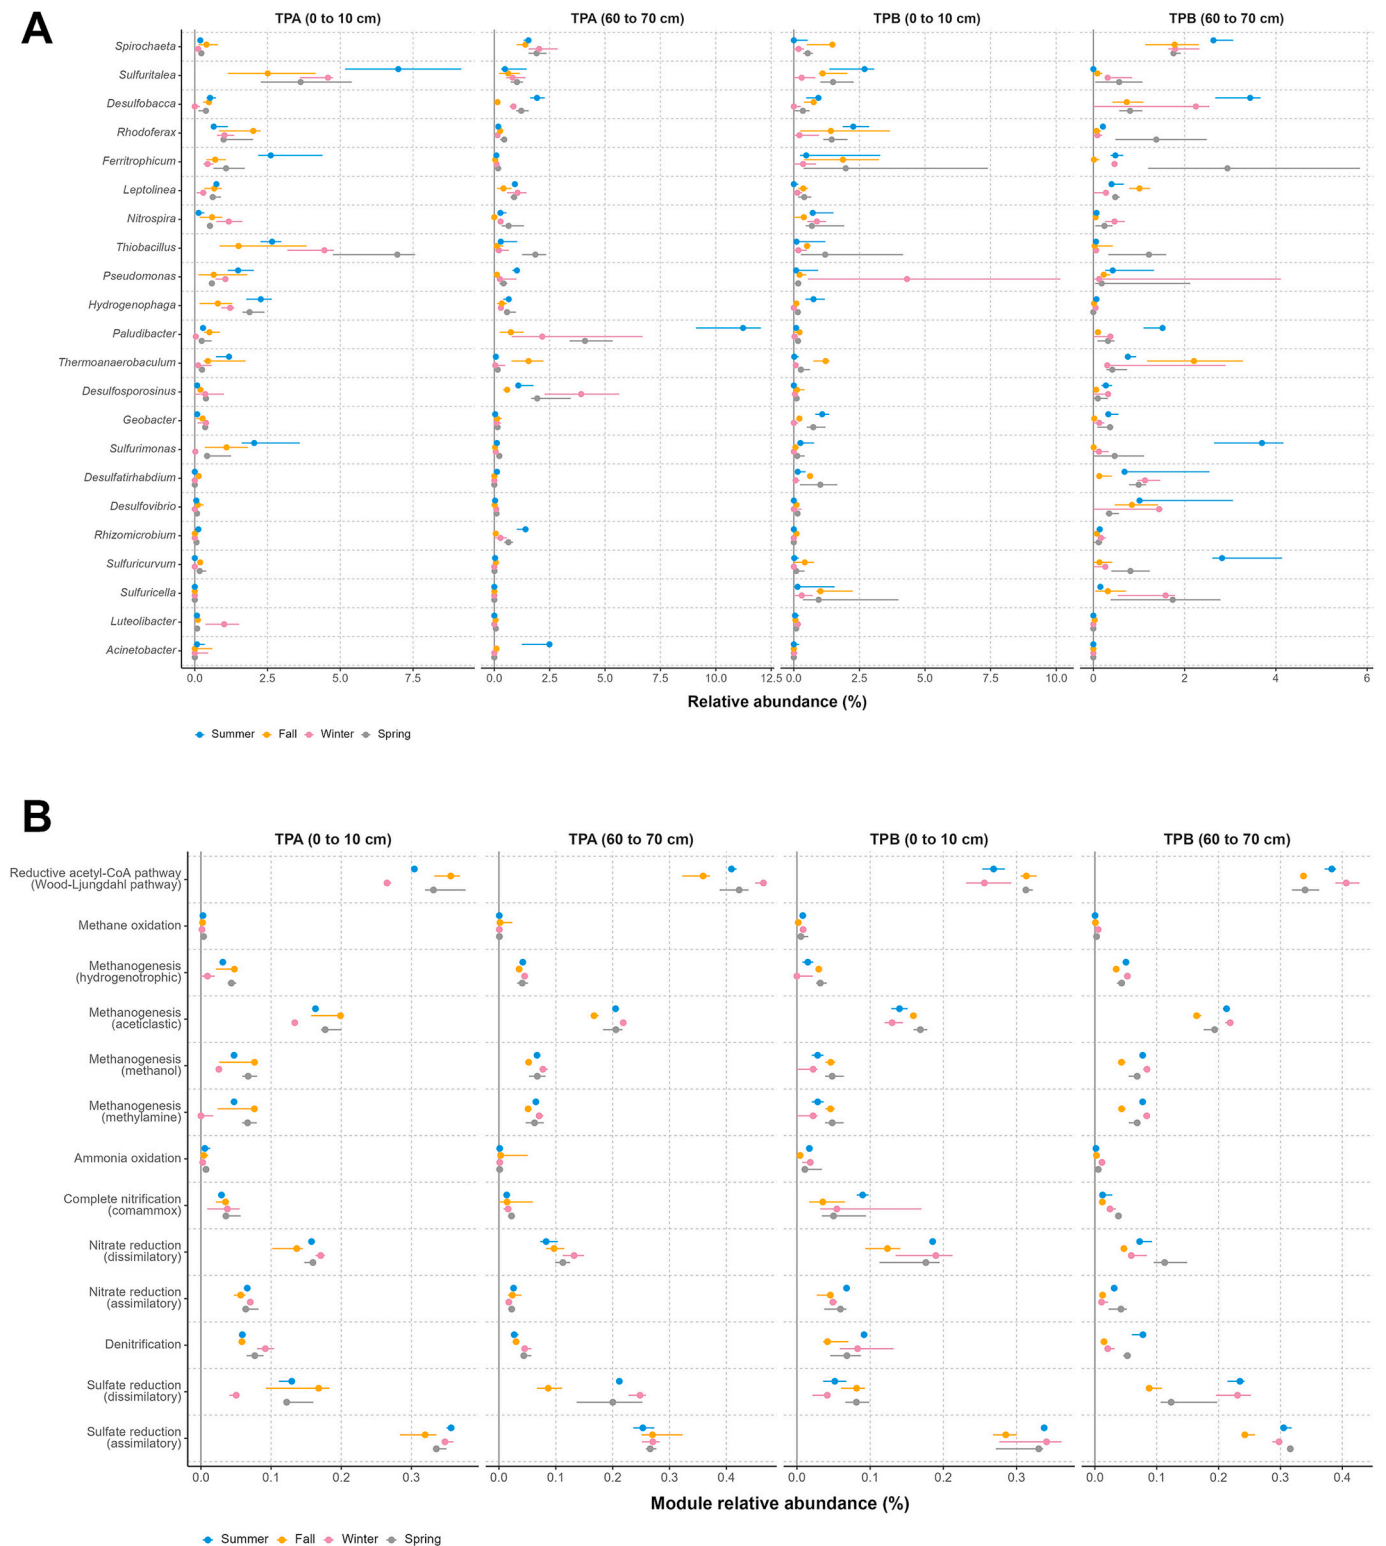 A
TPA (0 to 10 cm) TPA (60 to 70 cm) TPB (0 to 10 cm) TPB (60 to 70 cm)
Spirochaeta
Sulfuritalea
Desulfobacca
Rhodoferax
Ferritrophicum
Leptolinea
Nitrospira
Thiobacillus
Pseudomonas
Hydrogenophaga
Paludibacter
Thermoanaerobaculum
Desulfosporosinus
Geobacter
Sulfurimonas
Desulfatirhabdium
Desulfovibrio
Rhizomicrobium
Sulfuricurvum
Sulfuricella
Luteolibacter
Acinetobacter
0.0 2.5 5.0 7.5 0.0 2.5 5.0 7.5 10.0 12.5 0.0 2.5 5.0 7.5 10.0 0 2 4 6
Relative abundance (%)
Summer Fall Winter Spring
B
TPA (0 to 10 cm) TPA (60 to 70 cm) TPB (0 to 10 cm) TPB (60 to 70 cm)
Reductive acetyl-CoA pathway
(Wood-Ljungdahl pathway)
Methane oxidation
Methanogenesis
(hydrogenotrophic)
Methanogenesis
(aceticlastic)
Methanogenesis
(methanol)
Methanogenesis
(methylamine)
Ammonia oxidation
Complete nitrification
(comammox)
Nitrate reduction
(dissimilatory)
Nitrate reduction
(assimilatory)
Denitrification
Sulfate reduction
(dissimilatory)
Sulfate reduction
(assimilatory)
0.0 0.1 0.2 0.3 0.0 0.1 0.2 0.3 0.4 0.0 0.1 0.2 0.3 0.0 0.1 0.2 0.3 0.4
Module relative abundance (%)
Summer Fall Winter Spring